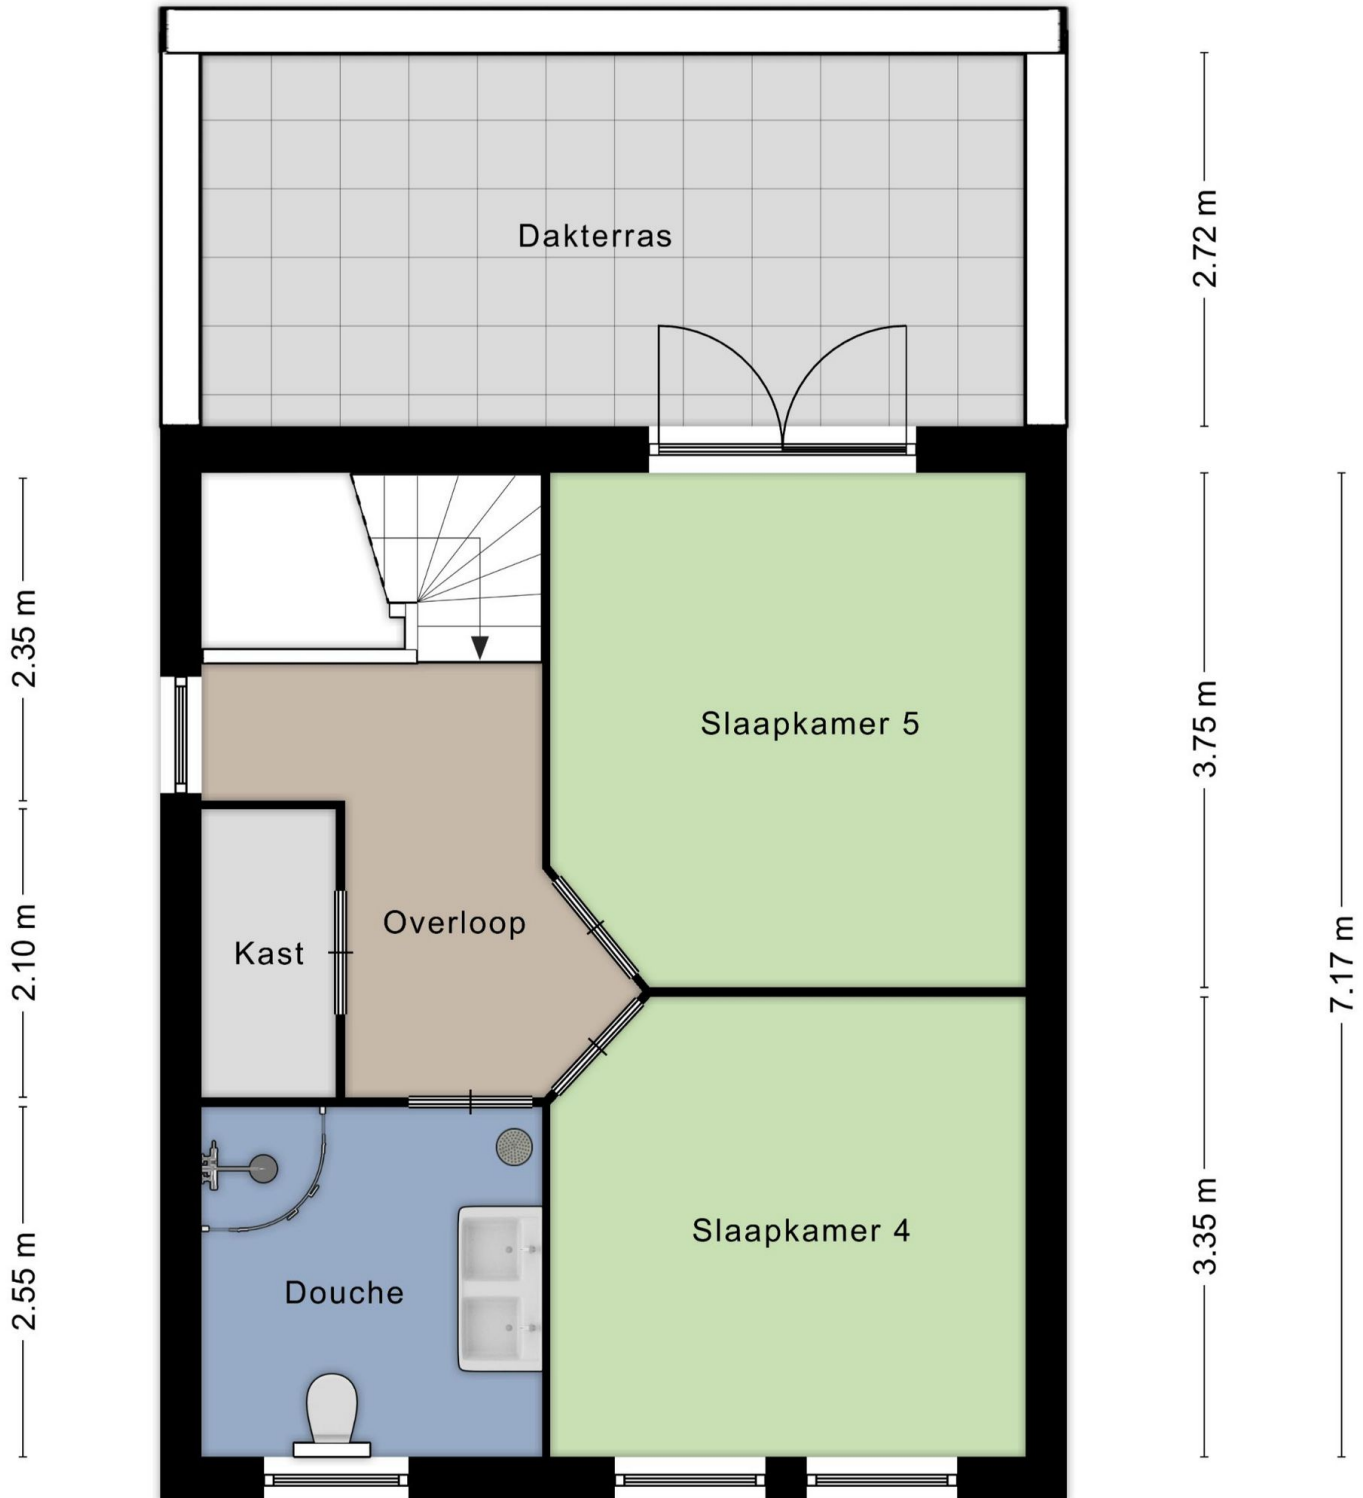 Dakterras
2.72 m
2.35 m
Slaapkamer 5
3.75 m
Overloop
Kast
2.10 m
7.17 m
Slaapkamer 4
3.35 m
Douche
2.55 m